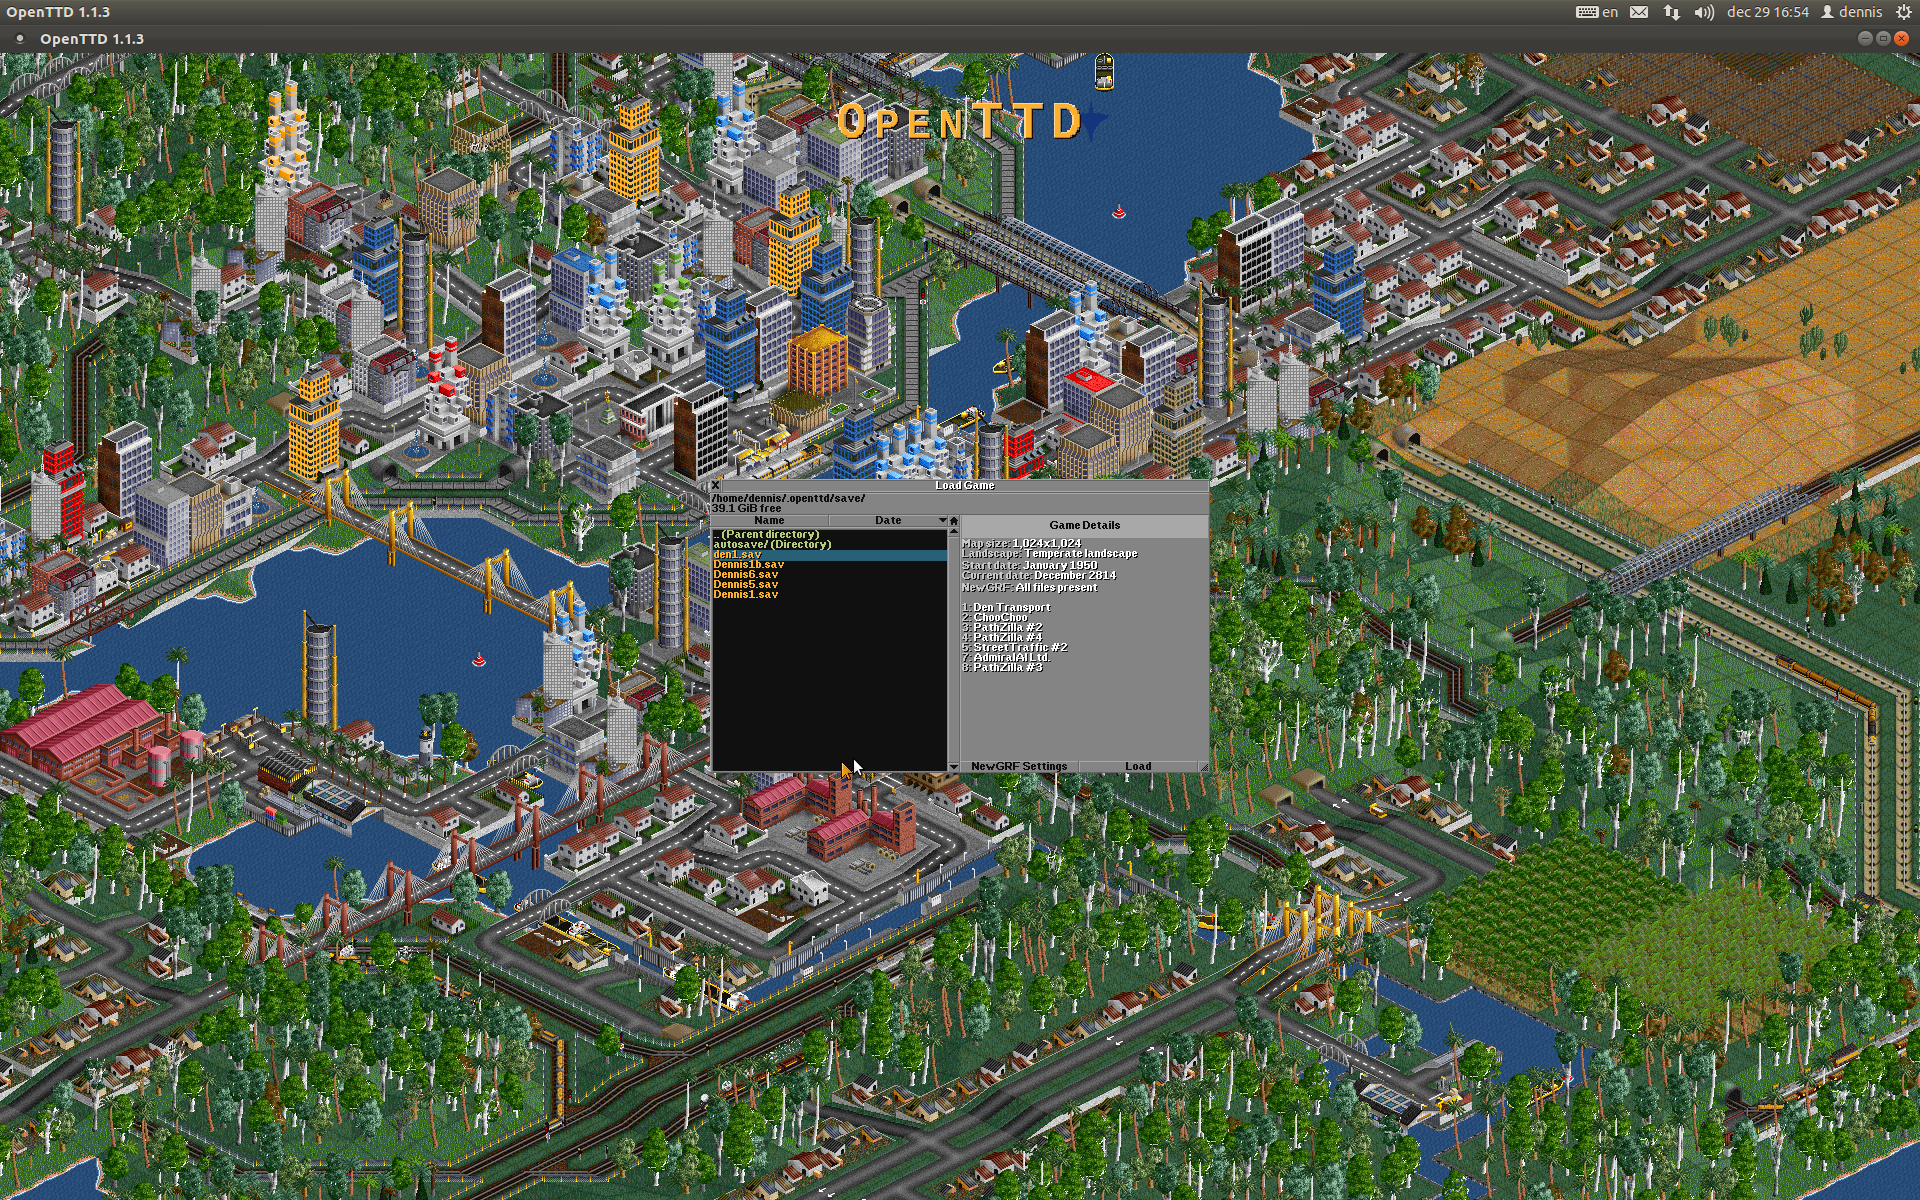 OpenTTD 1.1.3
en
dec 29 16:54
dennis
OpenTTD 1.1.3
OPENTTD
X
Load Game
/home/dennis/.openttd/save/
39.1 GiB free
Name
Date
.. (Parent directory)
autosave/ (Directory)
den1.sav
Dennis1b.sav
Dennis6.sav
Dennis5.sav
Dennis1.sav
Game Details
Map size: 1,024x1,024
Landscape: Temperate landscape
Start date: January 1950
Current date: December 2814
NewGRF: All files present
1: Den Transport
2: ChooChoo
3: PathZilla #2
4: PathZilla #4
5: StreetTraffic #2
7: AdmiralAI Ltd.
8: PathZilla #3
NewGRF Settings
Load